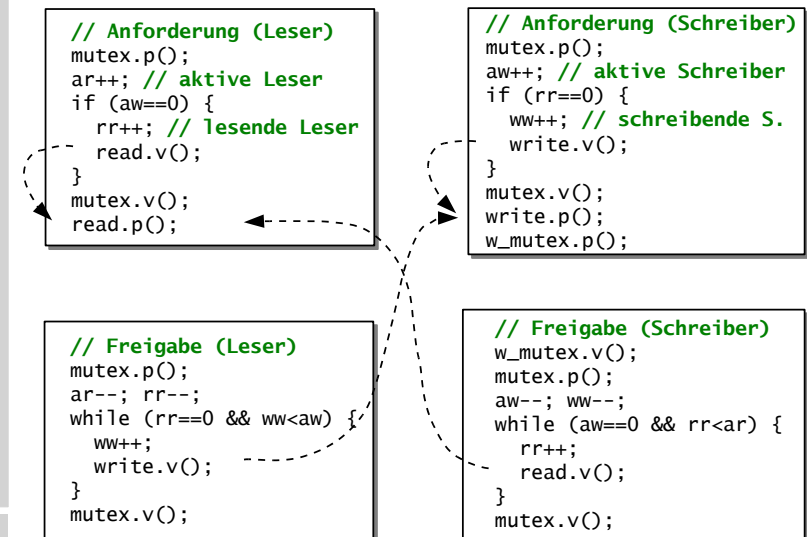 // Anforderung (Leser)
mutex.p();
ar++; // aktive Leser
if (aw==0) {
rr++; // lesende Leser
read.v();
}
mutex.v();
read.p();
// Anforderung (Schreiber)
mutex.p();
aw++; // aktive Schreiber
if (rr==0) {
ww++; // schreibende S.
write.v();
}
mutex.v();
write.p();
w_mutex.p();
// Freigabe (Leser)
mutex.p();
ar--; rr--;
while (rr==0 && ww<aw) {
ww++;
write.v();
}
mutex.v();
// Freigabe (Schreiber)
w_mutex.v();
mutex.p();
aw--; ww--;
while (aw==0 && rr<ar) {
rr++;
read.v();
}
mutex.v();